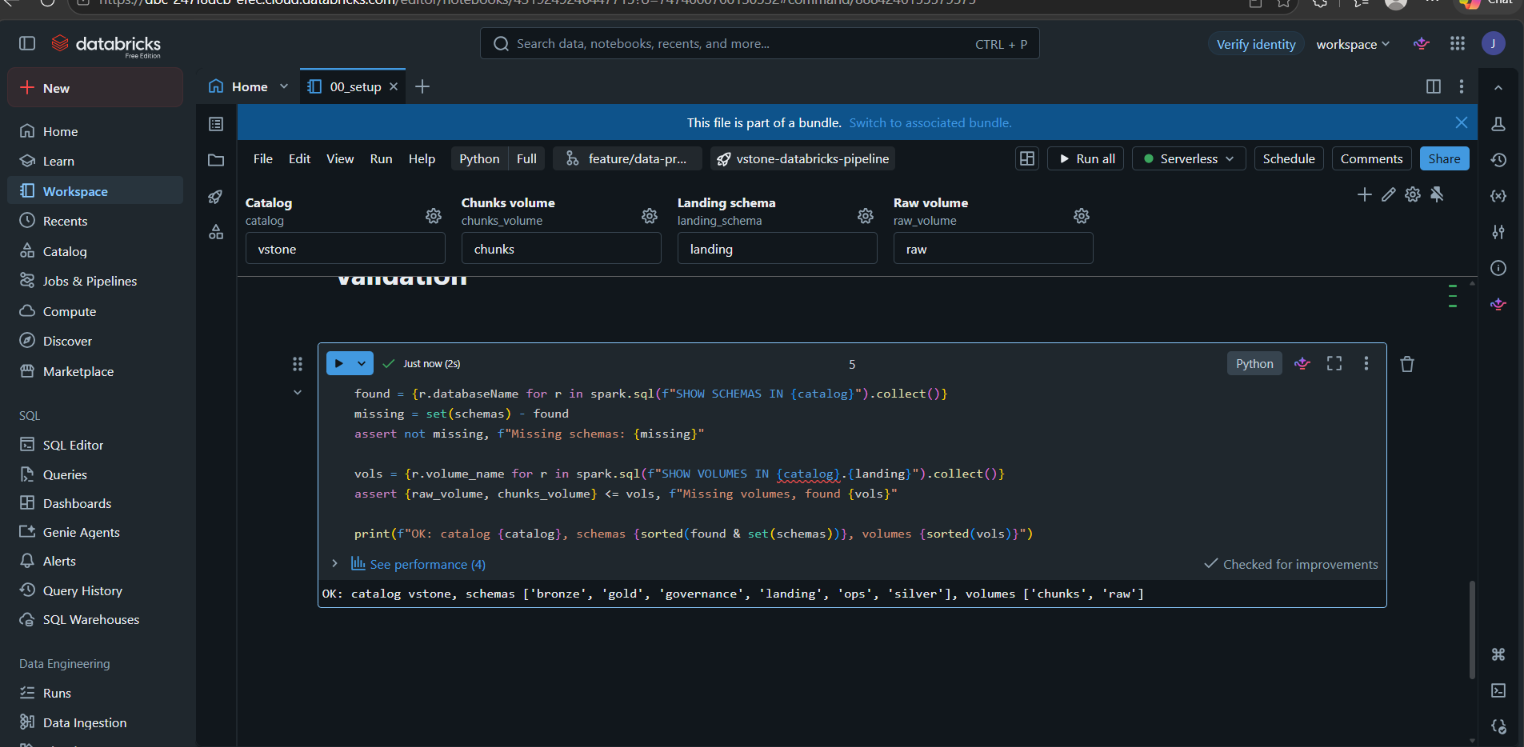 Chat
databricks
Free Edition
Search data, notebooks, recents, and more...
CTRL + P
Verify identity
workspace
J
New
Home
00_setup
Home
Learn
Workspace
Recents
Catalog
Jobs & Pipelines
Compute
Discover
Marketplace
SQL
SQL Editor
Queries
Dashboards
Genie Agents
Alerts
Query History
SQL Warehouses
Data Engineering
Runs
Data Ingestion
This file is part of a bundle. Switch to associated bundle.
File Edit View Run Help Python Full feature/data-pr... vstone-databricks-pipeline
Run all Serverless Schedule Comments Share
Catalog
catalog
vstone
Chunks volume
chunks_volume
chunks
Landing schema
landing_schema
landing
Raw volume
raw_volume
raw
validation
Just now (2s)
5
Python
found = {r.databaseName for r in spark.sql(f"SHOW SCHEMAS IN {catalog}").collect()}
missing = set(schemas) - found
assert not missing, f"Missing schemas: {missing}"
vols = {r.volume_name for r in spark.sql(f"SHOW VOLUMES IN {catalog}.{landing}").collect()}
assert {raw_volume, chunks_volume} <= vols, f"Missing volumes, found {vols}"
print(f"OK: catalog {catalog}, schemas {sorted(found & set(schemas))}, volumes {sorted(vols)}")
See performance (4)
Checked for improvements
OK: catalog vstone, schemas ['bronze', 'gold', 'governance', 'landing', 'ops', 'silver'], volumes ['chunks', 'raw']